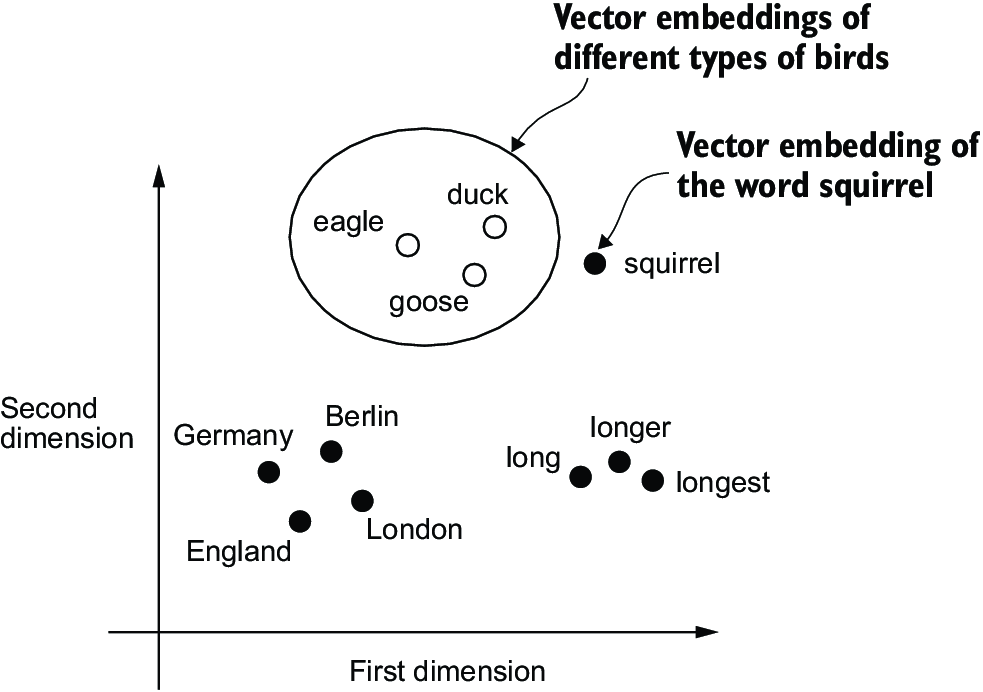 Vector embeddings of
different types of birds
Vector embedding of
the word squirrel
duck
eagle
goose
squirrel
Second
dimension
Berlin
Germany
longer
long
longest
London
England
First dimension